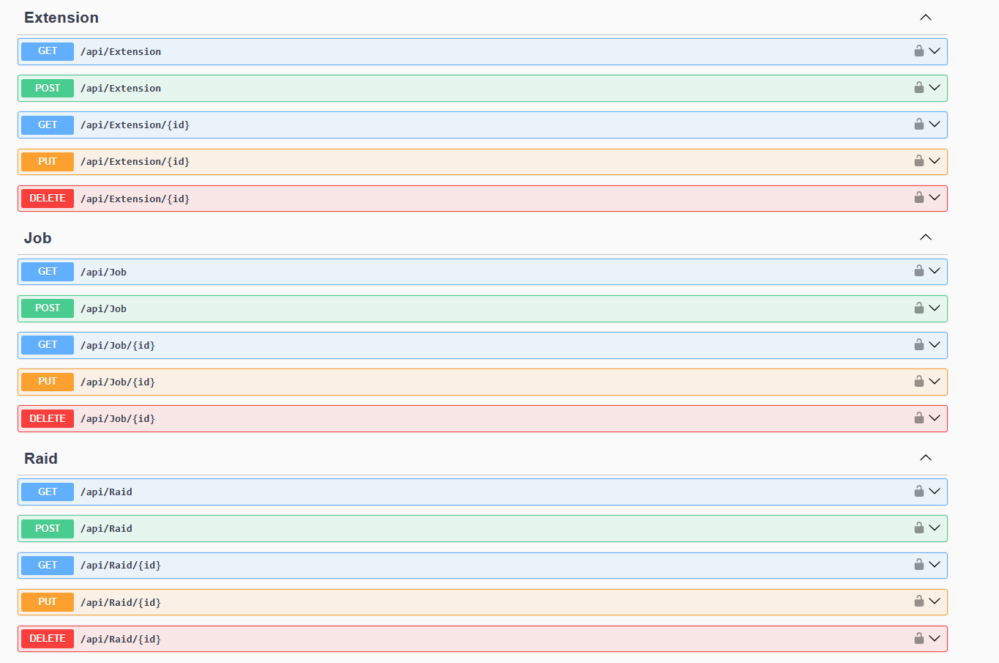 Extension
GET /api/Extension
POST /api/Extension
GET /api/Extension/{id}
PUT /api/Extension/{id}
DELETE /api/Extension/{id}
Job
GET /api/Job
POST /api/Job
GET /api/Job/{id}
PUT /api/Job/{id}
DELETE /api/Job/{id}
Raid
GET /api/Raid
POST /api/Raid
GET /api/Raid/{id}
PUT /api/Raid/{id}
DELETE /api/Raid/{id}